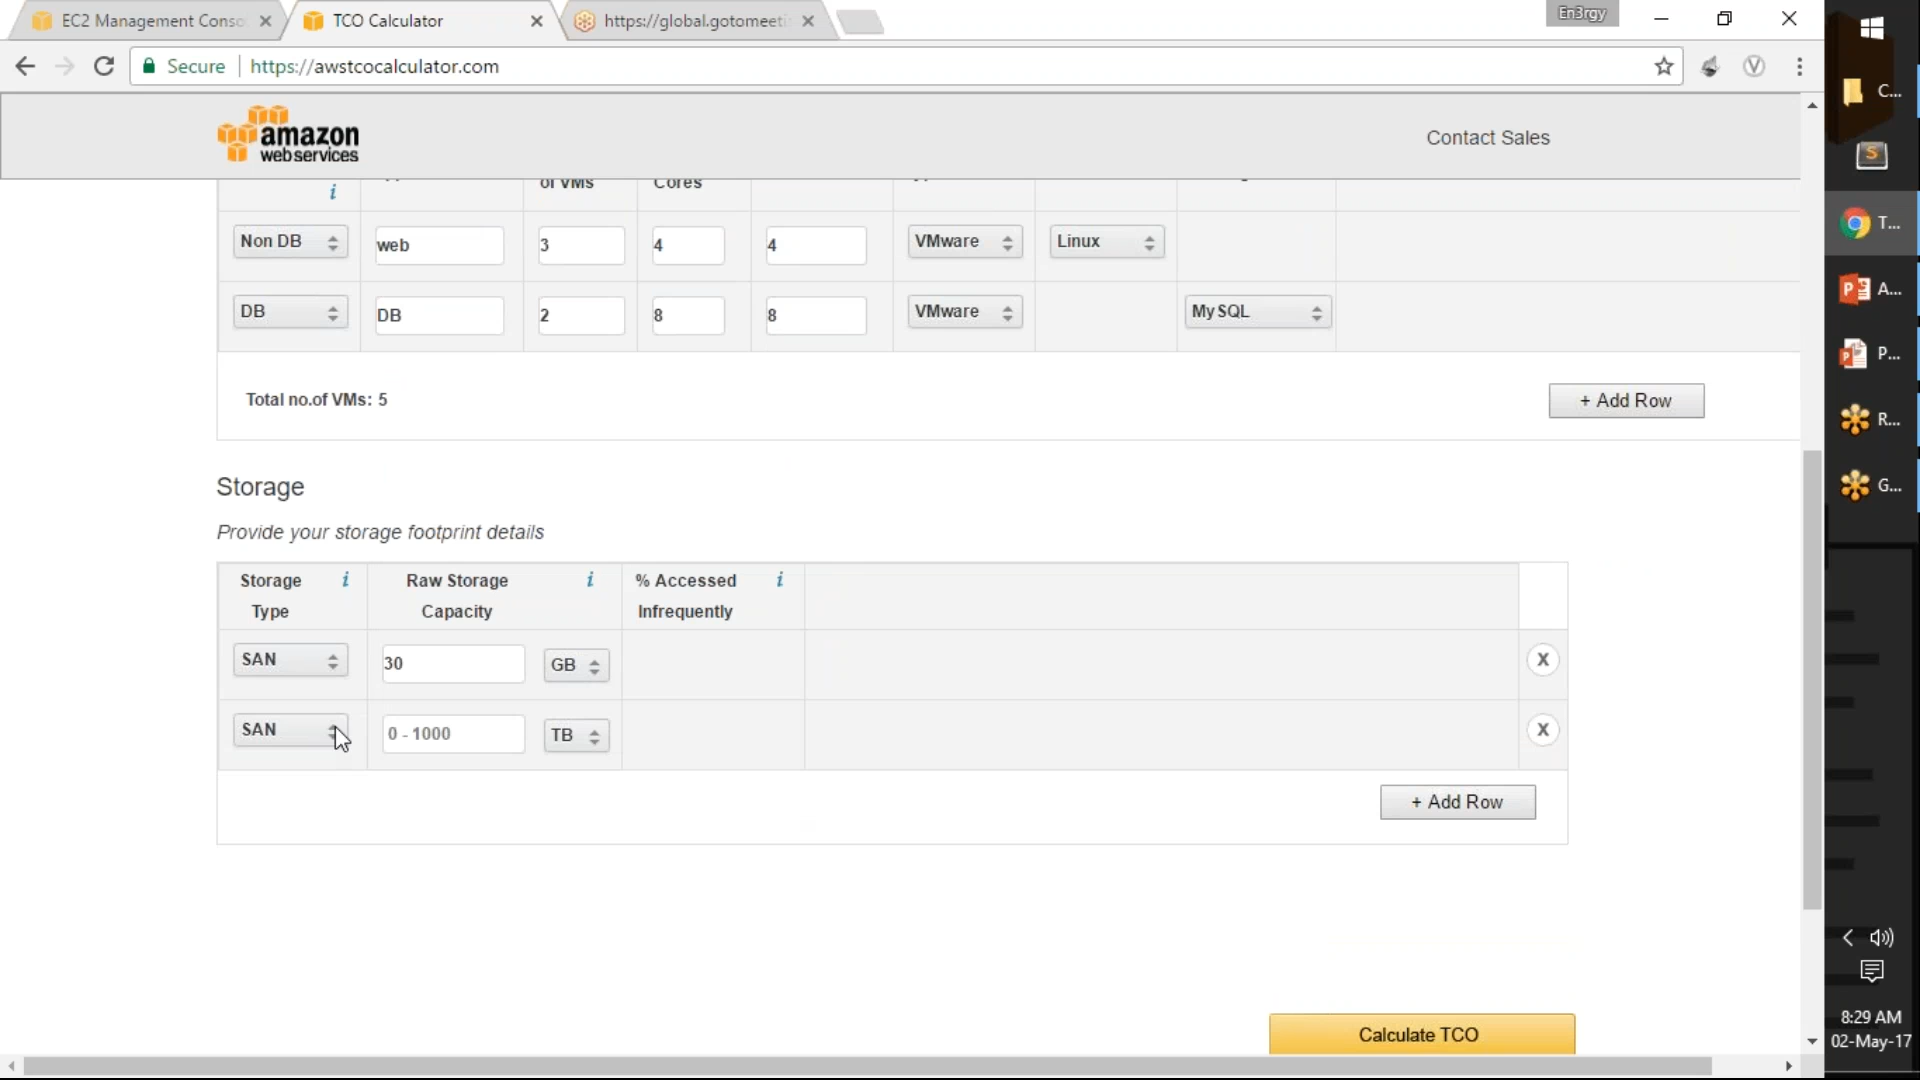 EC2 Management Conso
TCO Calculator
https://global.gotomeeti
En3rgy
Secure
https://awstcocalculator.com
C...
amazon
webservices
Contact Sales
of VMs
Cores
Non DB
web
3
4
4
VMware
Linux
T...
DB
DB
2
8
8
VMware
My SQL
A...
P...
Total no.of VMs: 5
+ Add Row
R...
Storage
G...
Provide your storage footprint details
Storage Type
Raw Storage Capacity
% Accessed Infrequently
SAN
30
GB
X
SAN
0 - 1000
TB
X
+ Add Row
Calculate TCO
8:29 AM
02-May-17